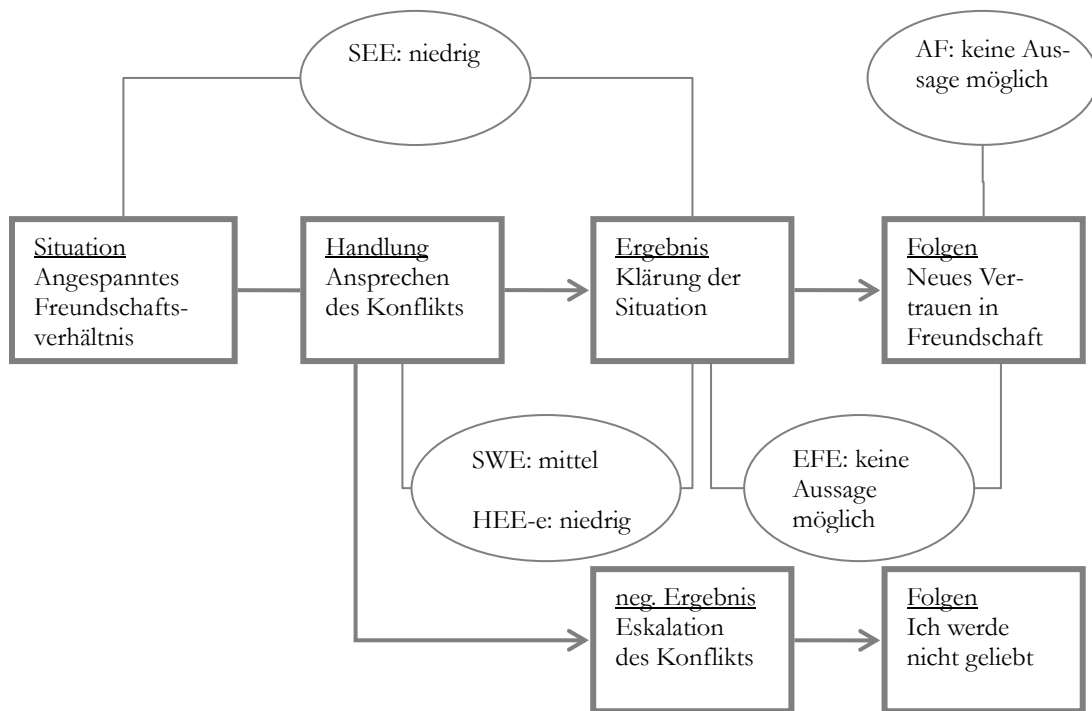 SEE: niedrig
AF: keine Aus-
sage möglich
Situation
Angespanntes
Freundschafts-
verhältnis
Handlung
Ansprechen
des Konflikts
Ergebnis
Klärung der
Situation
Folgen
Neues Ver-
trauen in
Freundschaft
SWE: mittel
HEE-e: niedrig
EFE: keine
Aussage
möglich
neg. Ergebnis
Eskalation
des Konflikts
Folgen
Ich werde
nicht geliebt